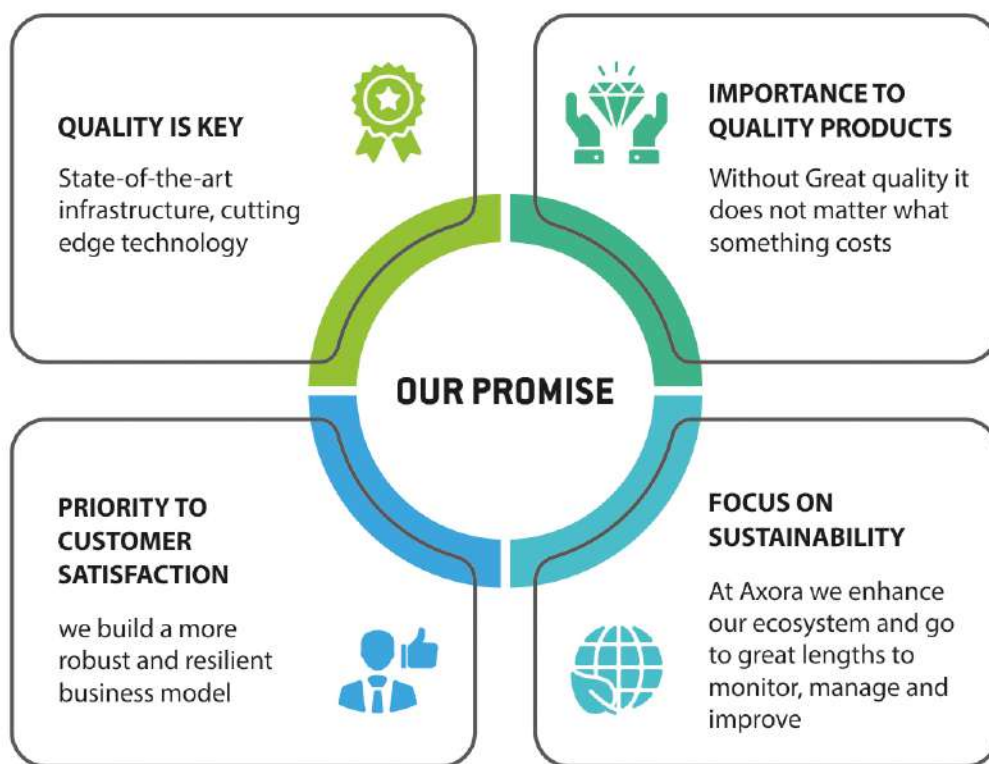 QUALITY IS KEY
State-of-the-art
infrastructure, cutting
edge technology
IMPORTANCE TO
QUALITY PRODUCTS
Without Great quality it
does not matter what
something costs
OUR PROMISE
PRIORITY TO
CUSTOMER
SATISFACTION
we build a more
robust and resilient
business model
FOCUS ON
SUSTAINABILITY
At Axora we enhance
our ecosystem and go
to great lengths to
monitor, manage and
improve